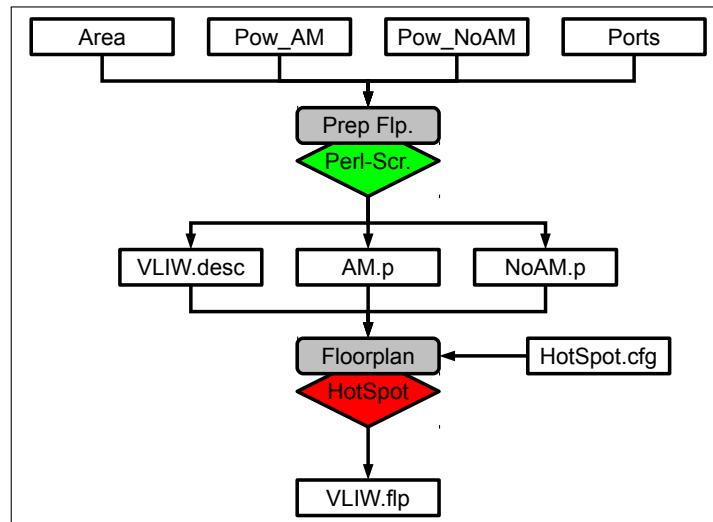 Area
Pow_AM
Pow_NoAM
Ports
Prep Flp.
Perl-Scr.
VLIW.desc
AM.p
NoAM.p
Floorplan
HotSpot.cfg
HotSpot
VLIW.flp